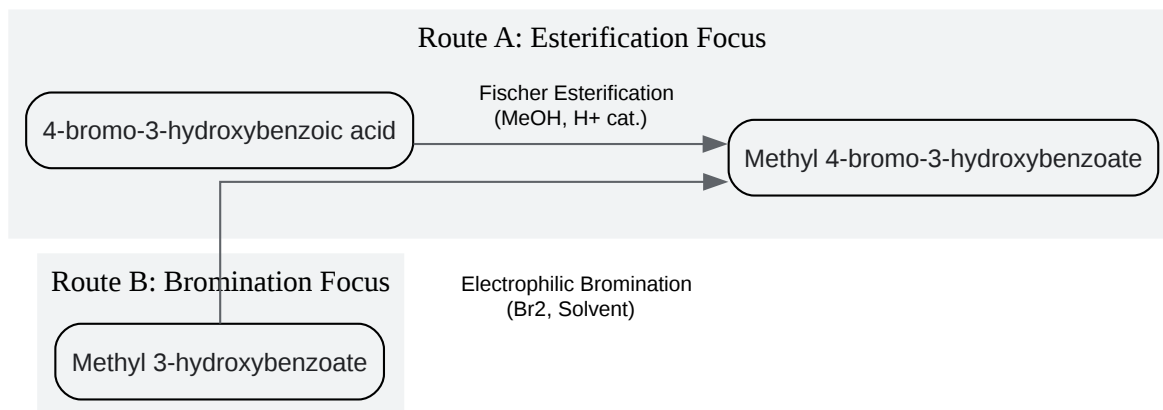 Route A: Esterification Focus
Fischer Esterification
(MeOH, H+ cat.)
4-bromo-3-hydroxybenzoic acid
Methyl 4-bromo-3-hydroxybenzoate
Route B: Bromination Focus
Electrophilic Bromination
(Br2, Solvent)
Methyl 3-hydroxybenzoate